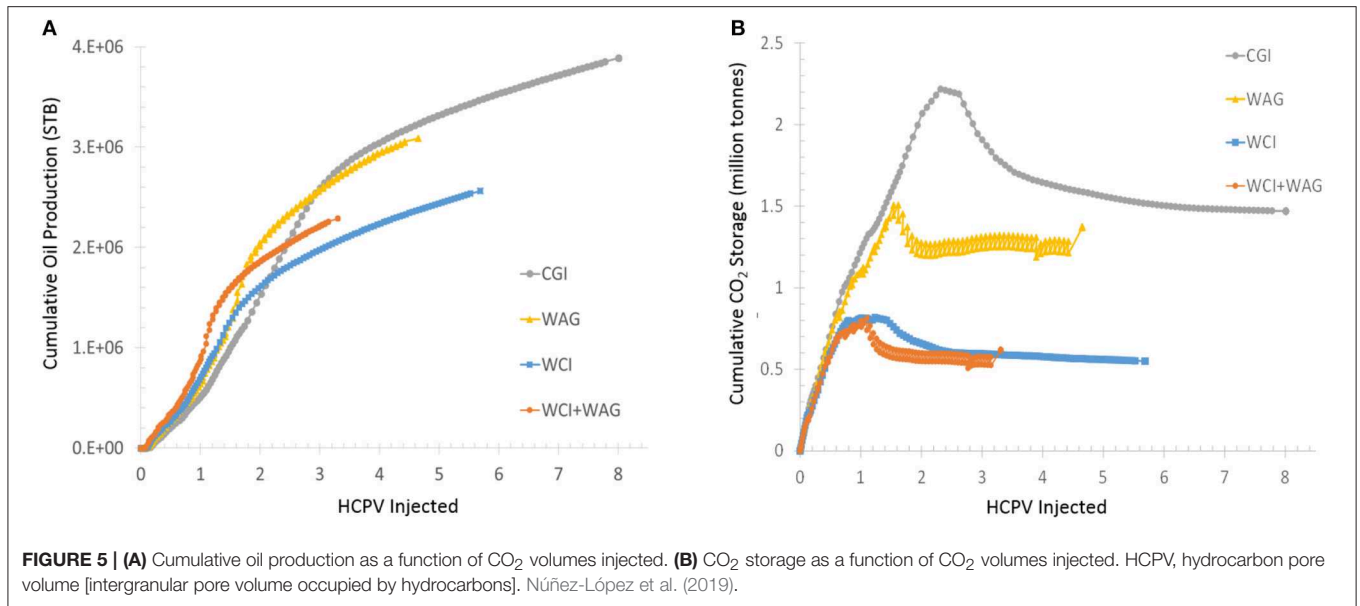 A
Cumulative Oil Production (STB)
4.E+06
3.E+06
2.E+06
1.E+06
0.E+00
0 1 2 3 4 5 6 7 8
HCPV Injected
CGI
WAG
WCI
WCI+WAG
B
Cumulative CO₂ Storage (million tonnes)
2.5
2
1.5
1
0.5
0
0 1 2 3 4 5 6 7 8
HCPV Injected
CGI
WAG
WCI
WCI+WAG
FIGURE 5 | (A) Cumulative oil production as a function of CO₂ volumes injected. (B) CO₂ storage as a function of CO₂ volumes injected. HCPV, hydrocarbon pore
volume [intergranular pore volume occupied by hydrocarbons]. Núñez-López et al. (2019).